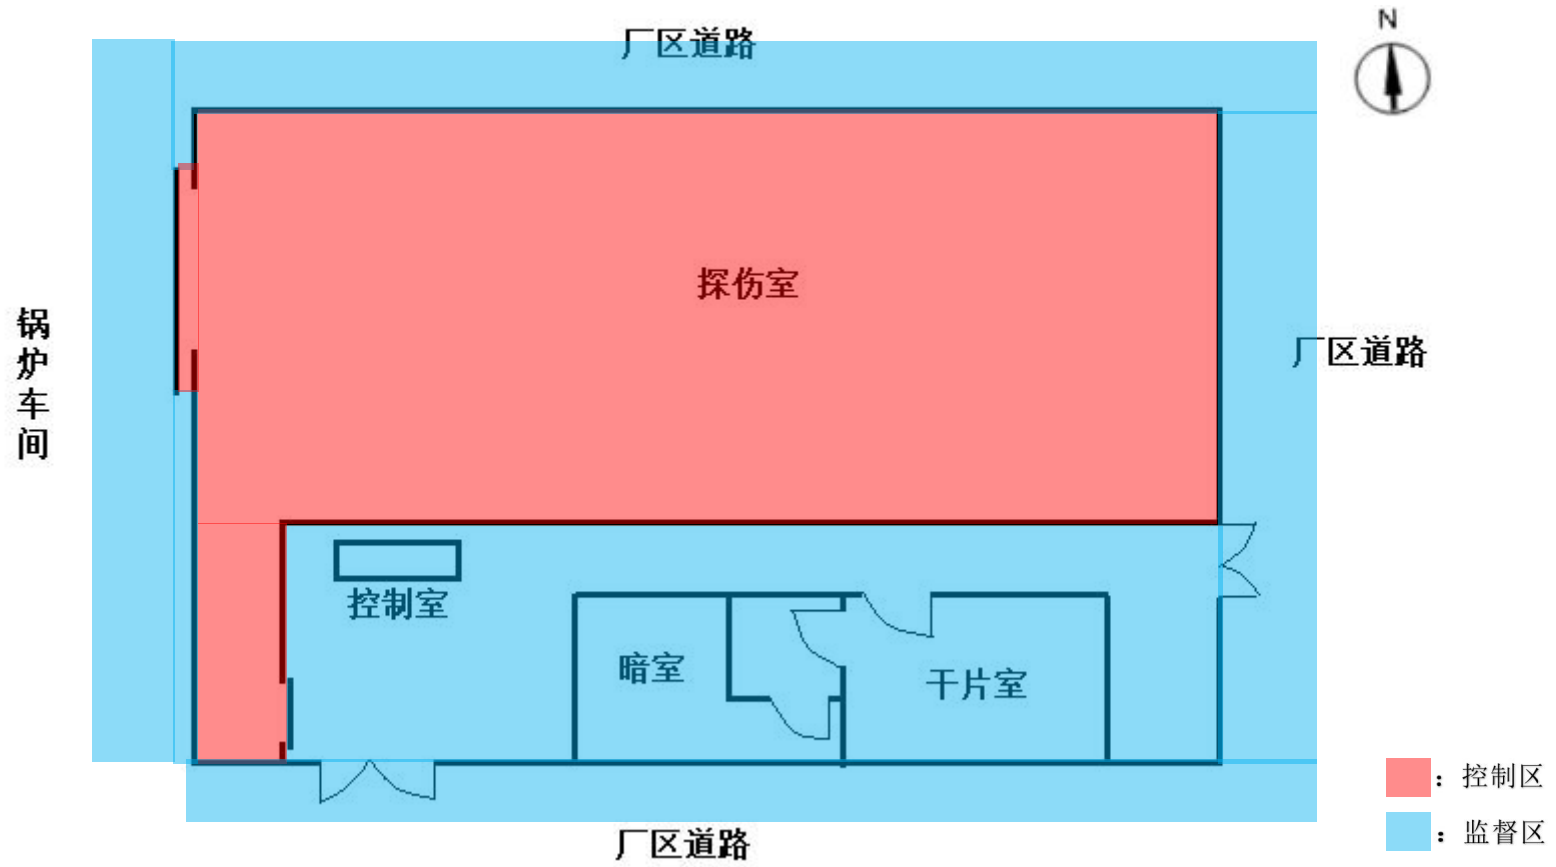 N
厂区道路
探伤室
锅炉车间
厂区道路
控制室
暗室
干片室
：控制区
：监督区
厂区道路